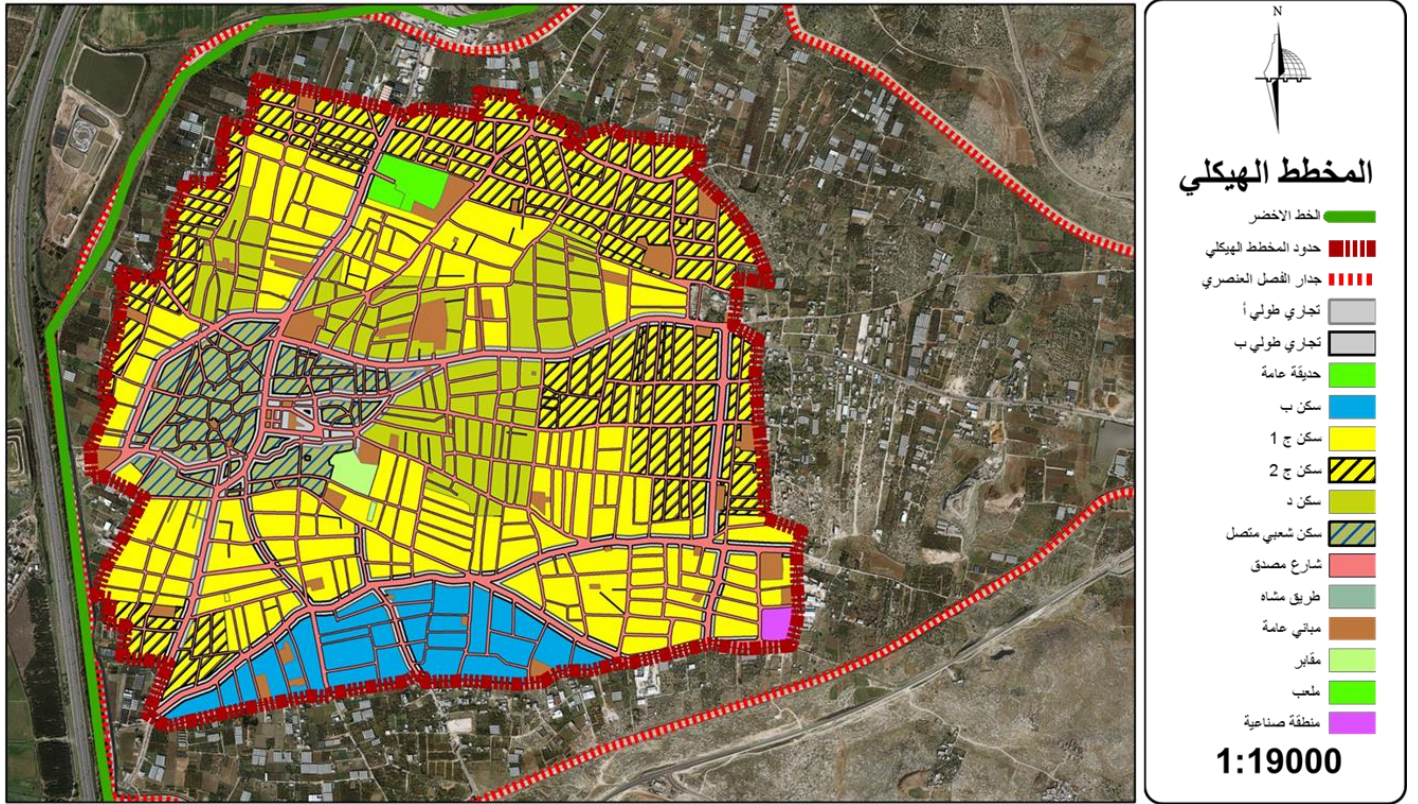 N
المخطط الهيكلي
الخط الاخضر
حدود المخطط الهيكلي
جدار الفصل العنصري
تجاري طولي أ
تجاري طولي ب
حديقة عامة
سكن ب
سكن ج 1
سكن ج 2
سكن د
سكن شعبي متصل
شارع مصدق
طريق مشاه
مباني عامة
مقابر
ملعب
منطقة صناعية
1:19000